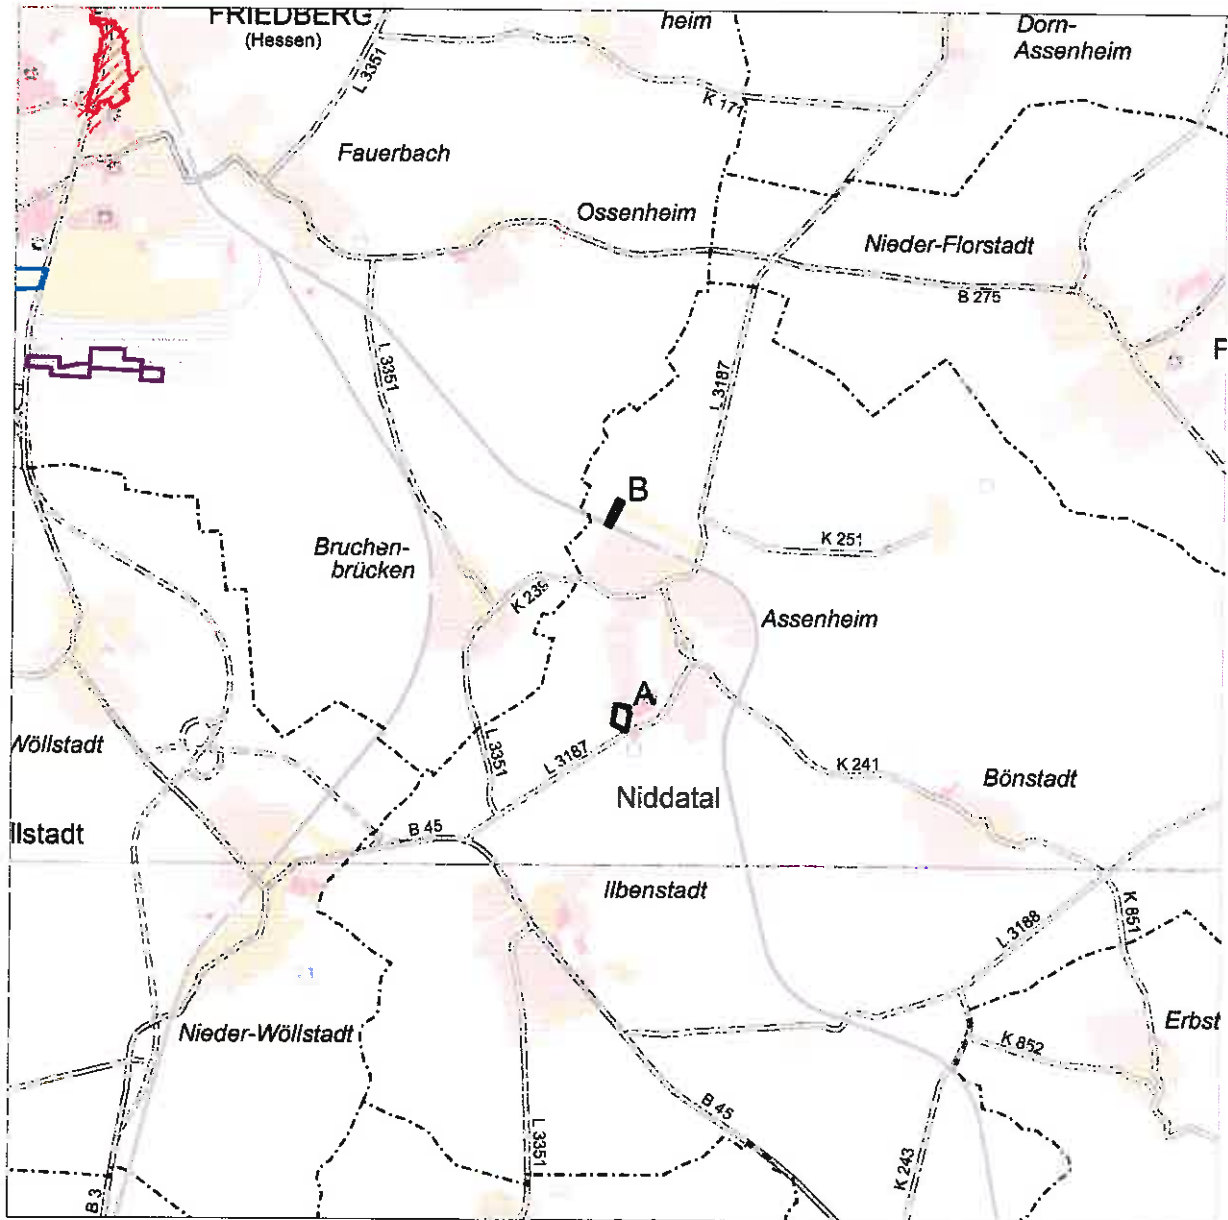 FRIEDBERG
(Hessen)
heim
Dorn-
Assenheim
L 3351
K 171
Fauerbach
Ossenheim
Nieder-Florstadt
B 275
F
L 3351
L 3187
B
K 251
Bruchen-
brücken
K 239
Assenheim
A
Wöllstadt
L 3351
L 3187
K 241
Bönstadt
Niddatal
llstadt
B 45
Ilbenstadt
K 851
L 3188
Nieder-Wöllstadt
Erbst
K 852
B 45
L 3351
K 243
B 3